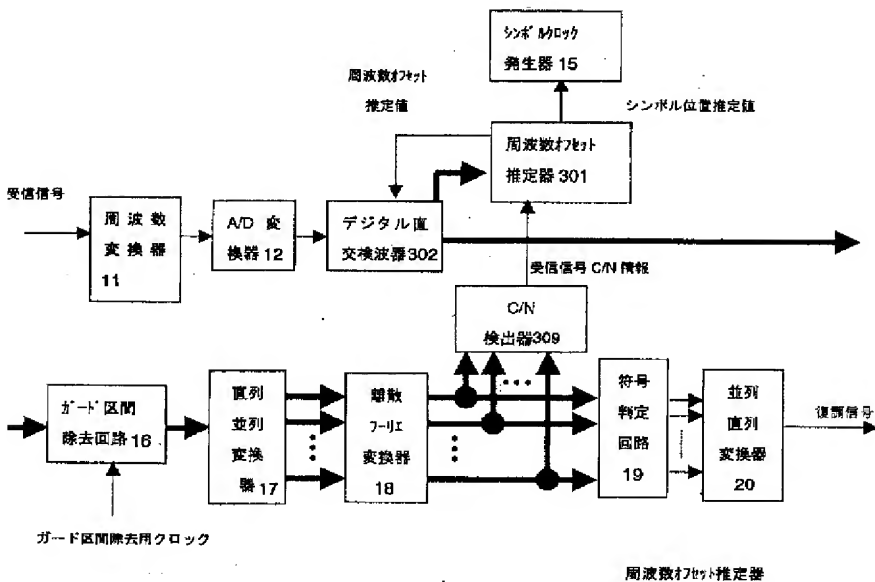 シンボルクロック
発生器 15
周波数オフセット
推定値
シンボル位置推定値
周波数オフセット
推定器 301
受信信号
周波数
変換器
11
A/D 変
換器 12
デジタル直
交検波器302
受信信号 C/N 情報
C/N
検出器309
ガード区間
除去回路 16
直列
並列
変換
器 17
離散
フーリエ
変換器
18
符号
判定
回路
19
並列
直列
変換器
20
復調信号
ガード区間除去用クロック
周波数オフセット推定器